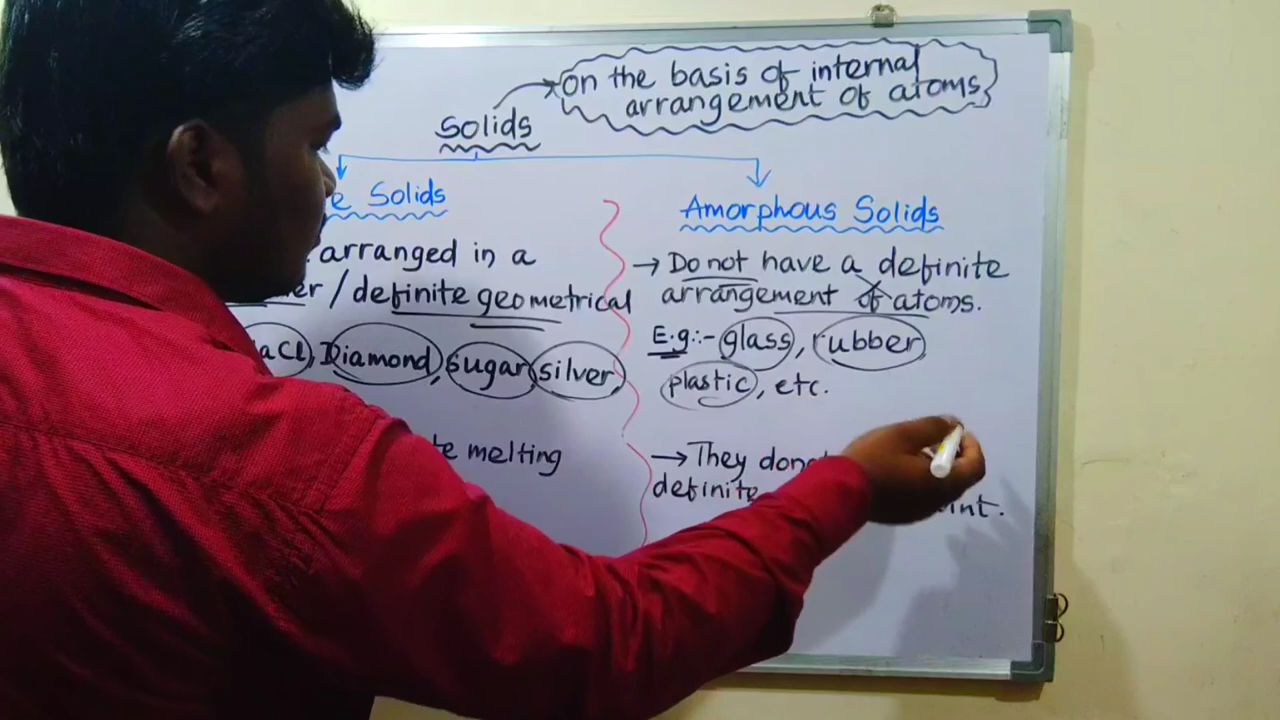 on the basis of internal
arrangement of atoms
Solids
e Solids
arranged in a
er / definite geometrical
aCl, Diamond, sugar, silver,
te melting
Amorphous Solids
→ Do not have a definite
arrangement of atoms.
E.g:- glass, rubber,
plastic, etc.
→ They donot
definite int.